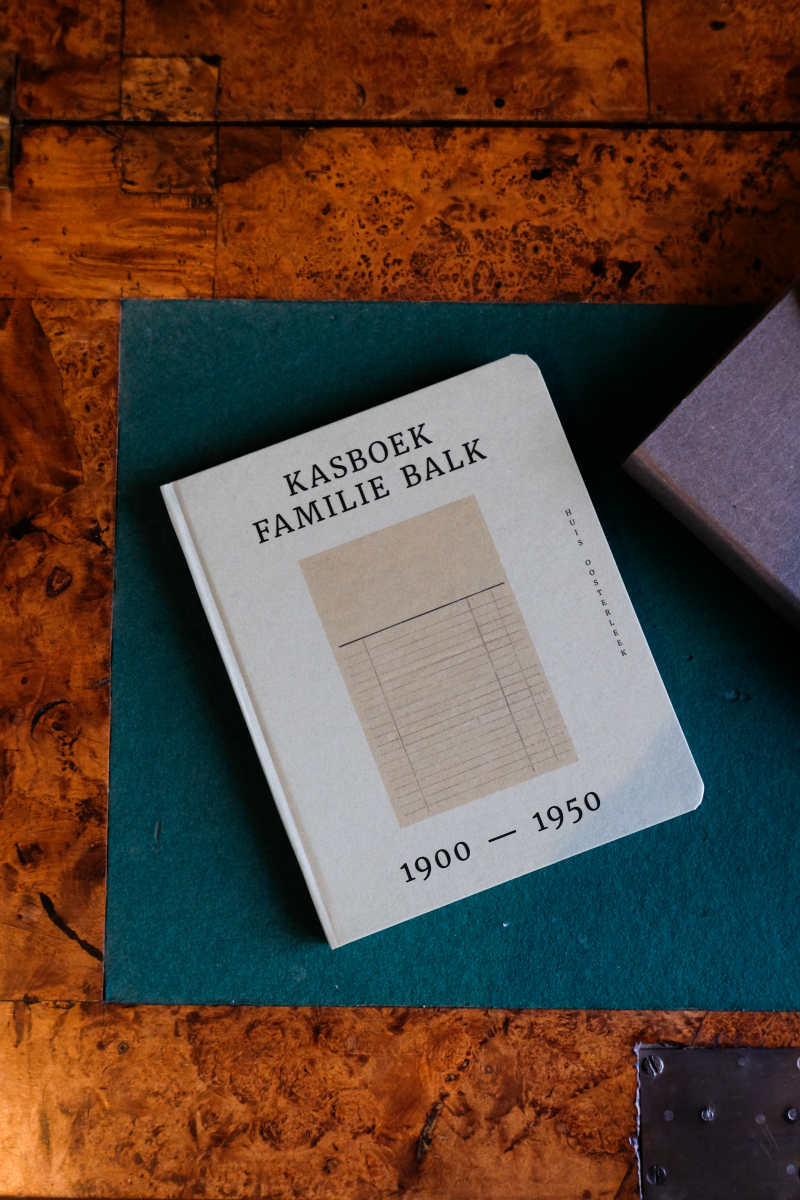 KASBOEK
FAMILIE BALK
HUIS OOSTERLEEK
1900 — 1950